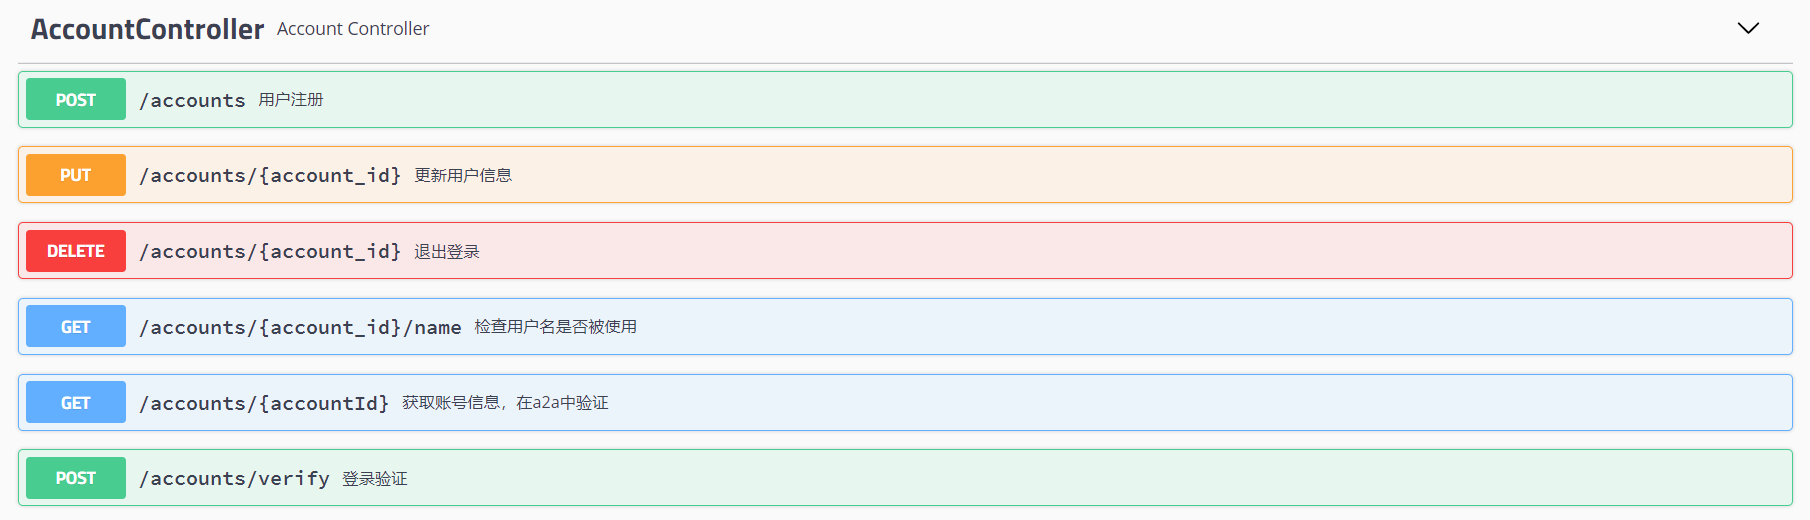 AccountController Account Controller
POST /accounts 用户注册
PUT /accounts/{account_id} 更新用户信息
DELETE /accounts/{account_id} 退出登录
GET /accounts/{account_id}/name 检查用户名是否被使用
GET /accounts/{accountId} 获取账号信息，在a2a中验证
POST /accounts/verify 登录验证